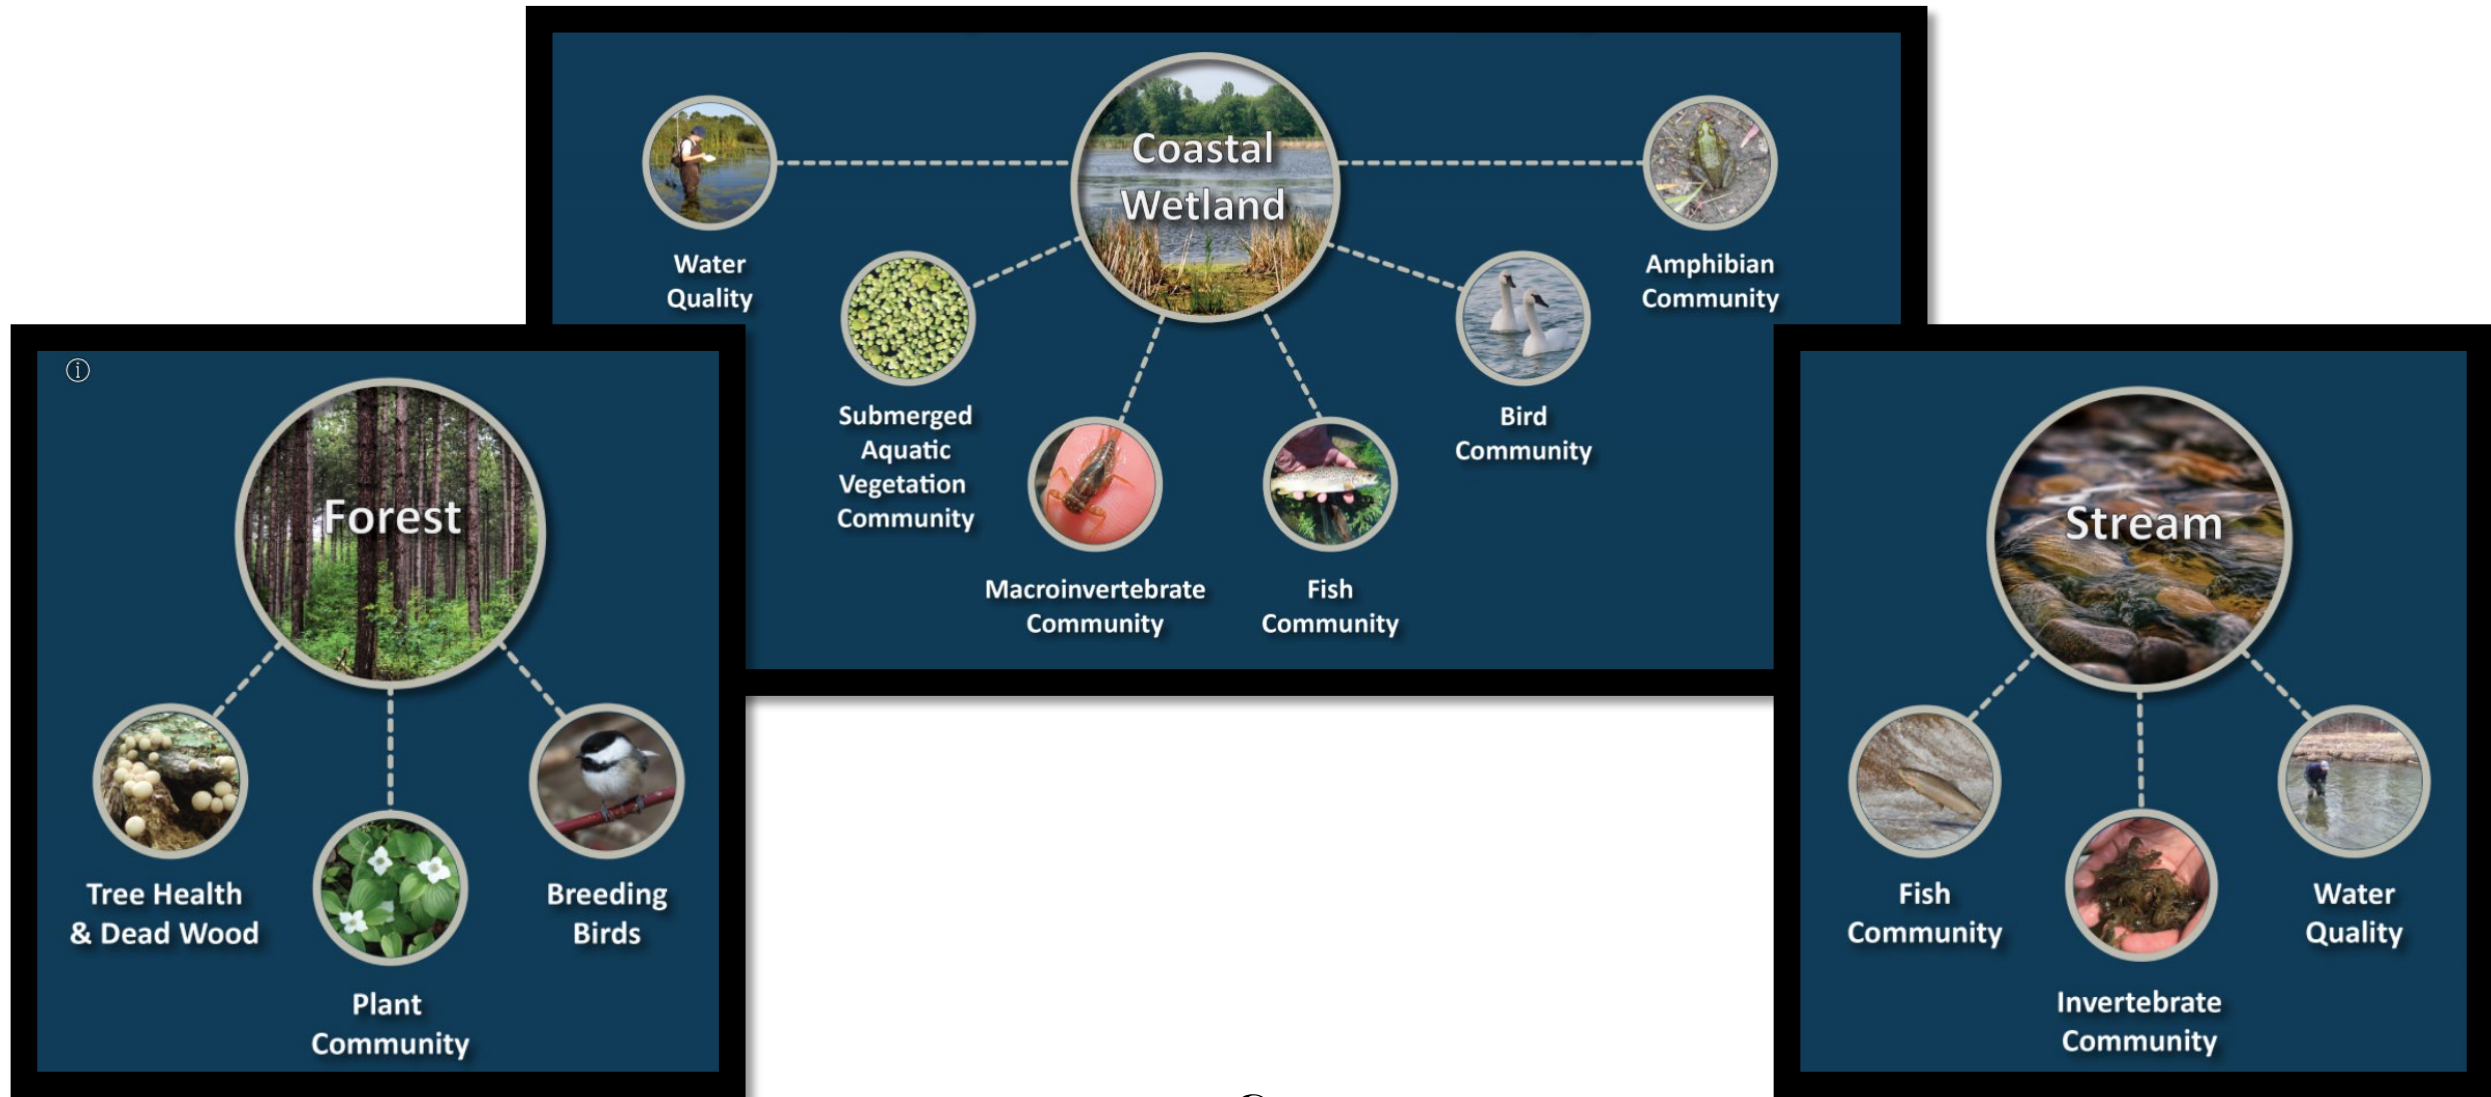 Coastal
Wetland
Water
Quality
Submerged
Aquatic
Vegetation
Community
Macroinvertebrate
Community
Fish
Community
Bird
Community
Amphibian
Community
i
Forest
Tree Health
& Dead Wood
Plant
Community
Breeding
Birds
Stream
Fish
Community
Invertebrate
Community
Water
Quality